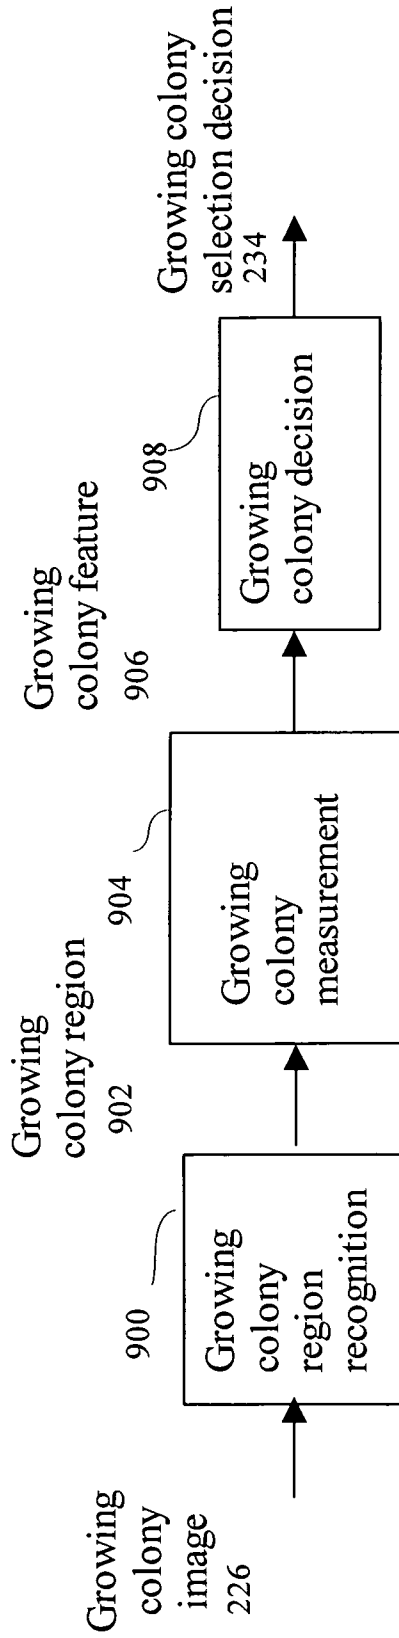 Growing
colony
image
226
900
Growing
colony
region
recognition
Growing
colony region
902
904
Growing
colony
measurement
Growing
colony feature
906
908
Growing
colony decision
Growing colony
selection decision
234